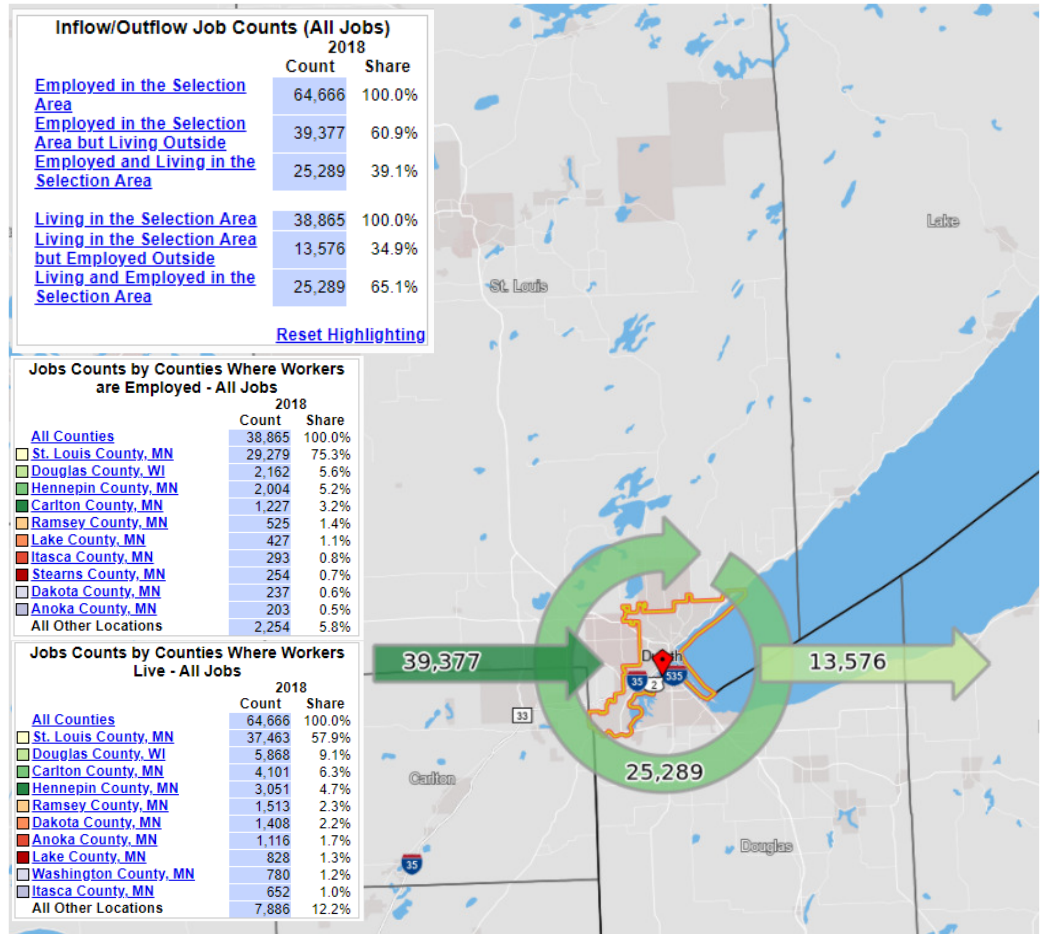 Inflow/Outflow Job Counts (All Jobs)
2018
Count Share
Employed in the Selection
Area 64,666 100.0%
Employed in the Selection
Area but Living Outside 39,377 60.9%
Employed and Living in the
Selection Area 25,289 39.1%
Living in the Selection Area 38,865 100.0%
Living in the Selection Area
but Employed Outside 13,576 34.9%
Living and Employed in the
Selection Area 25,289 65.1%
Reset Highlighting
Jobs Counts by Counties Where Workers
are Employed - All Jobs
2018
Count Share
All Counties 38,865 100.0%
St. Louis County, MN 29,279 75.3%
Douglas County, WI 2,162 5.6%
Hennepin County, MN 2,004 5.2%
Carlton County, MN 1,227 3.2%
Ramsey County, MN 525 1.4%
Lake County, MN 427 1.1%
Itasca County, MN 293 0.8%
Stearns County, MN 254 0.7%
Dakota County, MN 237 0.6%
Anoka County, MN 203 0.5%
All Other Locations 2,254 5.8%
Jobs Counts by Counties Where Workers
Live - All Jobs
2018
Count Share
All Counties 64,666 100.0%
St. Louis County, MN 37,463 57.9%
Douglas County, WI 5,868 9.1%
Carlton County, MN 4,101 6.3%
Hennepin County, MN 3,051 4.7%
Ramsey County, MN 1,513 2.3%
Dakota County, MN 1,408 2.2%
Anoka County, MN 1,116 1.7%
Lake County, MN 828 1.3%
Washington County, MN 780 1.2%
Itasca County, MN 652 1.0%
All Other Locations 7,886 12.2%
Lake
St. Louis
39,377
13,576
35
2
535
33
25,289
Carlton
Douglas
35